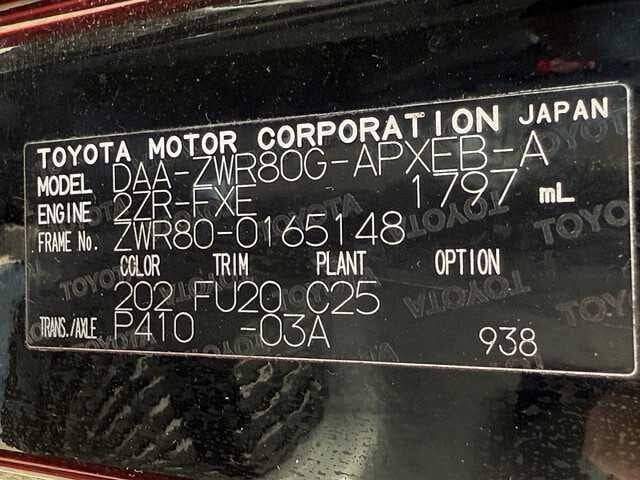 TOYOTA MOTOR CORPORATION JAPAN
MODEL DAA-ZWR80G-APXEB-A
ENGINE 2ZR-FXE 1797 mL
FRAME No. ZWR80-0165148
COLOR TRIM PLANT OPTION
202 FU20 C25
TRANS./AXLE P410 -03A 938